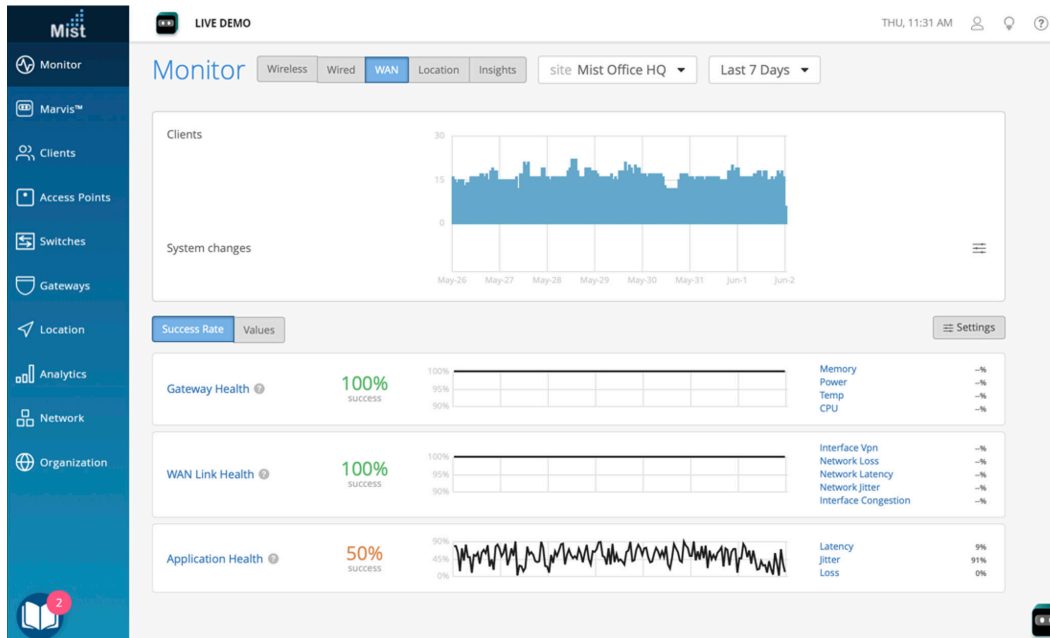 Mist
LIVE DEMO
THU, 11:31 AM
?
Monitor
Marvis™
Clients
Access Points
Switches
Gateways
Location
Analytics
Network
Organization
2
Monitor
Wireless Wired WAN Location Insights
site Mist Office HQ
Last 7 Days
Clients
30
15
0
System changes
May-26 May-27 May-28 May-29 May-30 May-31 Jun-1 Jun-2
Success Rate Values
Settings
Gateway Health ?
100%
success
100%
95%
90%
Memory --%
Power --%
Temp --%
CPU --%
WAN Link Health ?
100%
success
100%
95%
90%
Interface Vpn --%
Network Loss --%
Network Latency --%
Network Jitter --%
Interface Congestion --%
Application Health ?
50%
success
90%
45%
0%
Latency 9%
Jitter 91%
Loss 0%